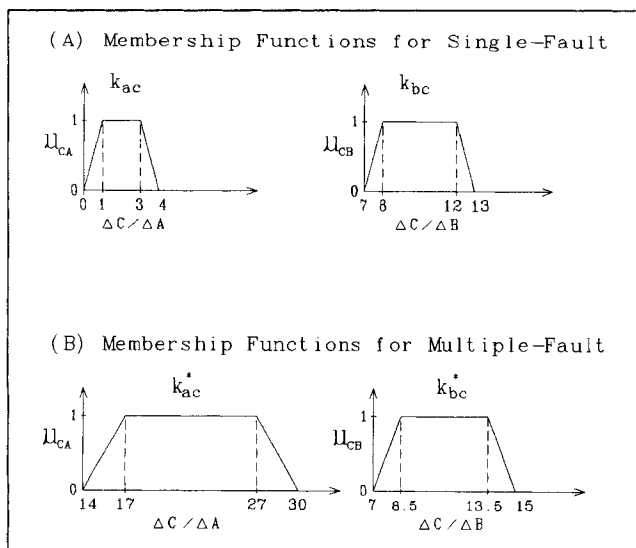 (A) Membership Functions for Single-Fault
k_ac k_bc
1 1
μ_CA μ_CB
0 0
0 1 3 4 7 8 12 13
ΔC/ΔA ΔC/ΔB
(B) Membership Functions for Multiple-Fault
k*_ac k*_bc
1 1
μ_CA μ_CB
0 0
14 17 27 30 7 8.5 13.5 15
ΔC/ΔA ΔC/ΔB